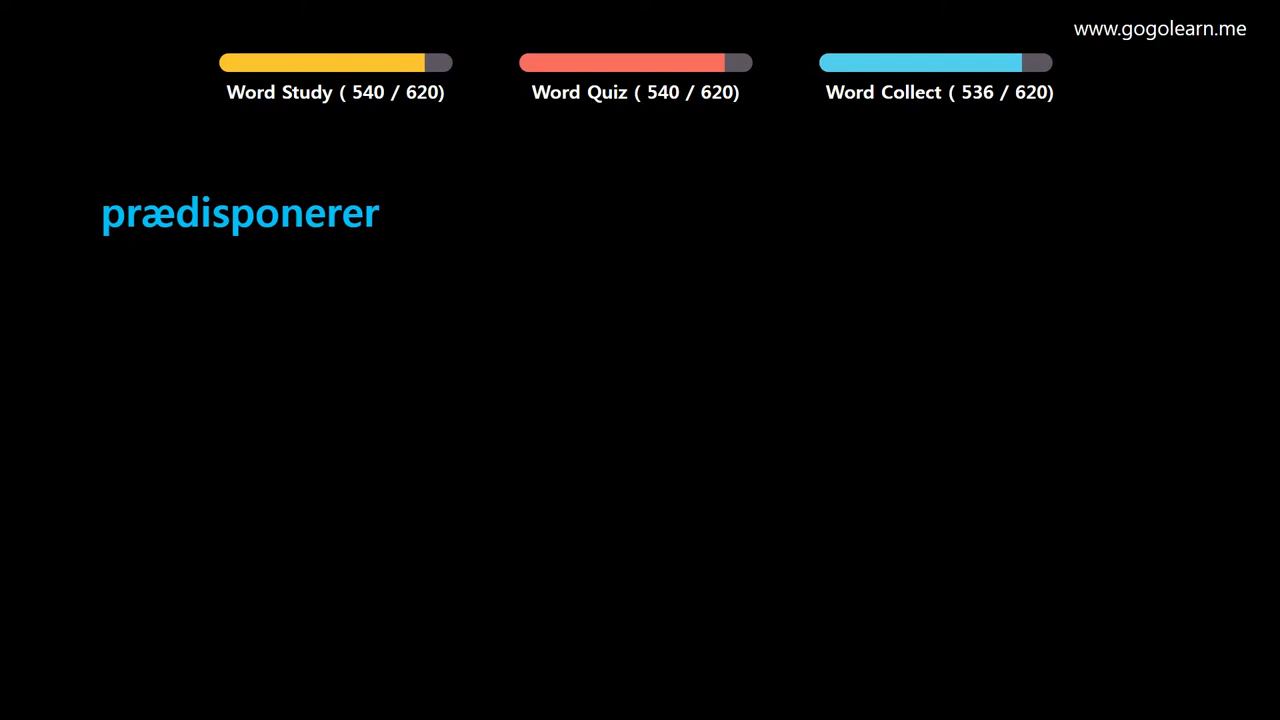 www.gogolearn.me
Word Study ( 540 / 620)
Word Quiz ( 540 / 620)
Word Collect ( 536 / 620)
prædisponerer